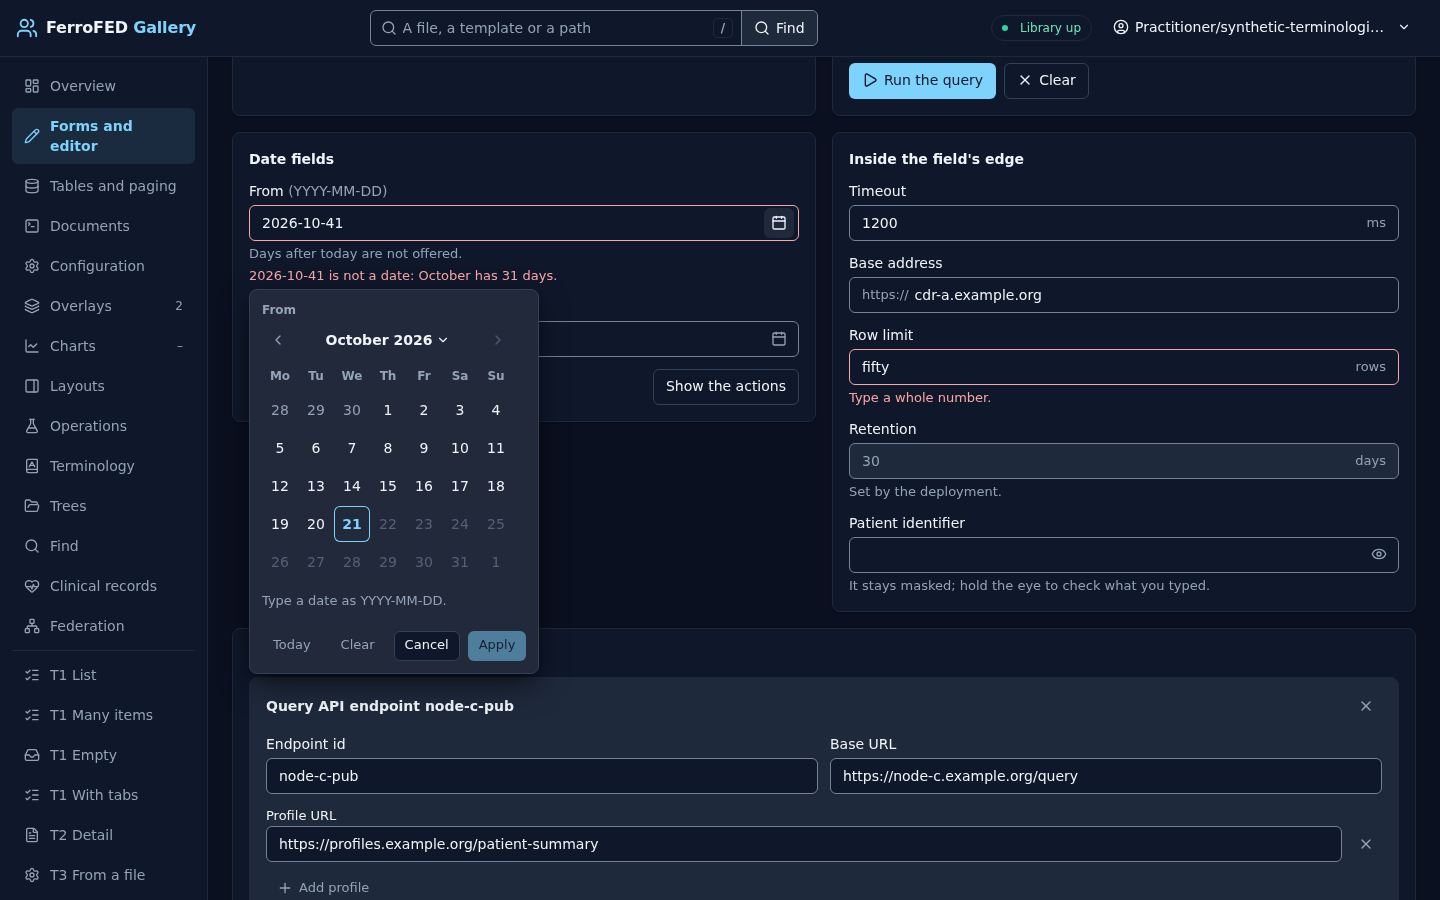 FerroFED Gallery
A file, a template or a path
/
Find
Library up
Practitioner/synthetic-terminologi…
Overview
Forms and
editor
Tables and paging
Documents
Configuration
Overlays 2
Charts –
Layouts
Operations
Terminology
Trees
Find
Clinical records
Federation
T1 List
T1 Many items
T1 Empty
T1 With tabs
T2 Detail
T3 From a file
Run the query
Clear
Date fields
From (YYYY-MM-DD)
2026-10-41
Days after today are not offered.
2026-10-41 is not a date: October has 31 days.
From
October 2026
Mo Tu We Th Fr Sa Su
28 29 30 1 2 3 4
5 6 7 8 9 10 11
12 13 14 15 16 17 18
19 20 21 22 23 24 25
26 27 28 29 30 31 1
Type a date as YYYY-MM-DD.
Today Clear Cancel Apply
Show the actions
Inside the field's edge
Timeout
1200 ms
Base address
https:// cdr-a.example.org
Row limit
fifty rows
Type a whole number.
Retention
30 days
Set by the deployment.
Patient identifier
It stays masked; hold the eye to check what you typed.
Query API endpoint node-c-pub
Endpoint id
node-c-pub
Base URL
https://node-c.example.org/query
Profile URL
https://profiles.example.org/patient-summary
Add profile